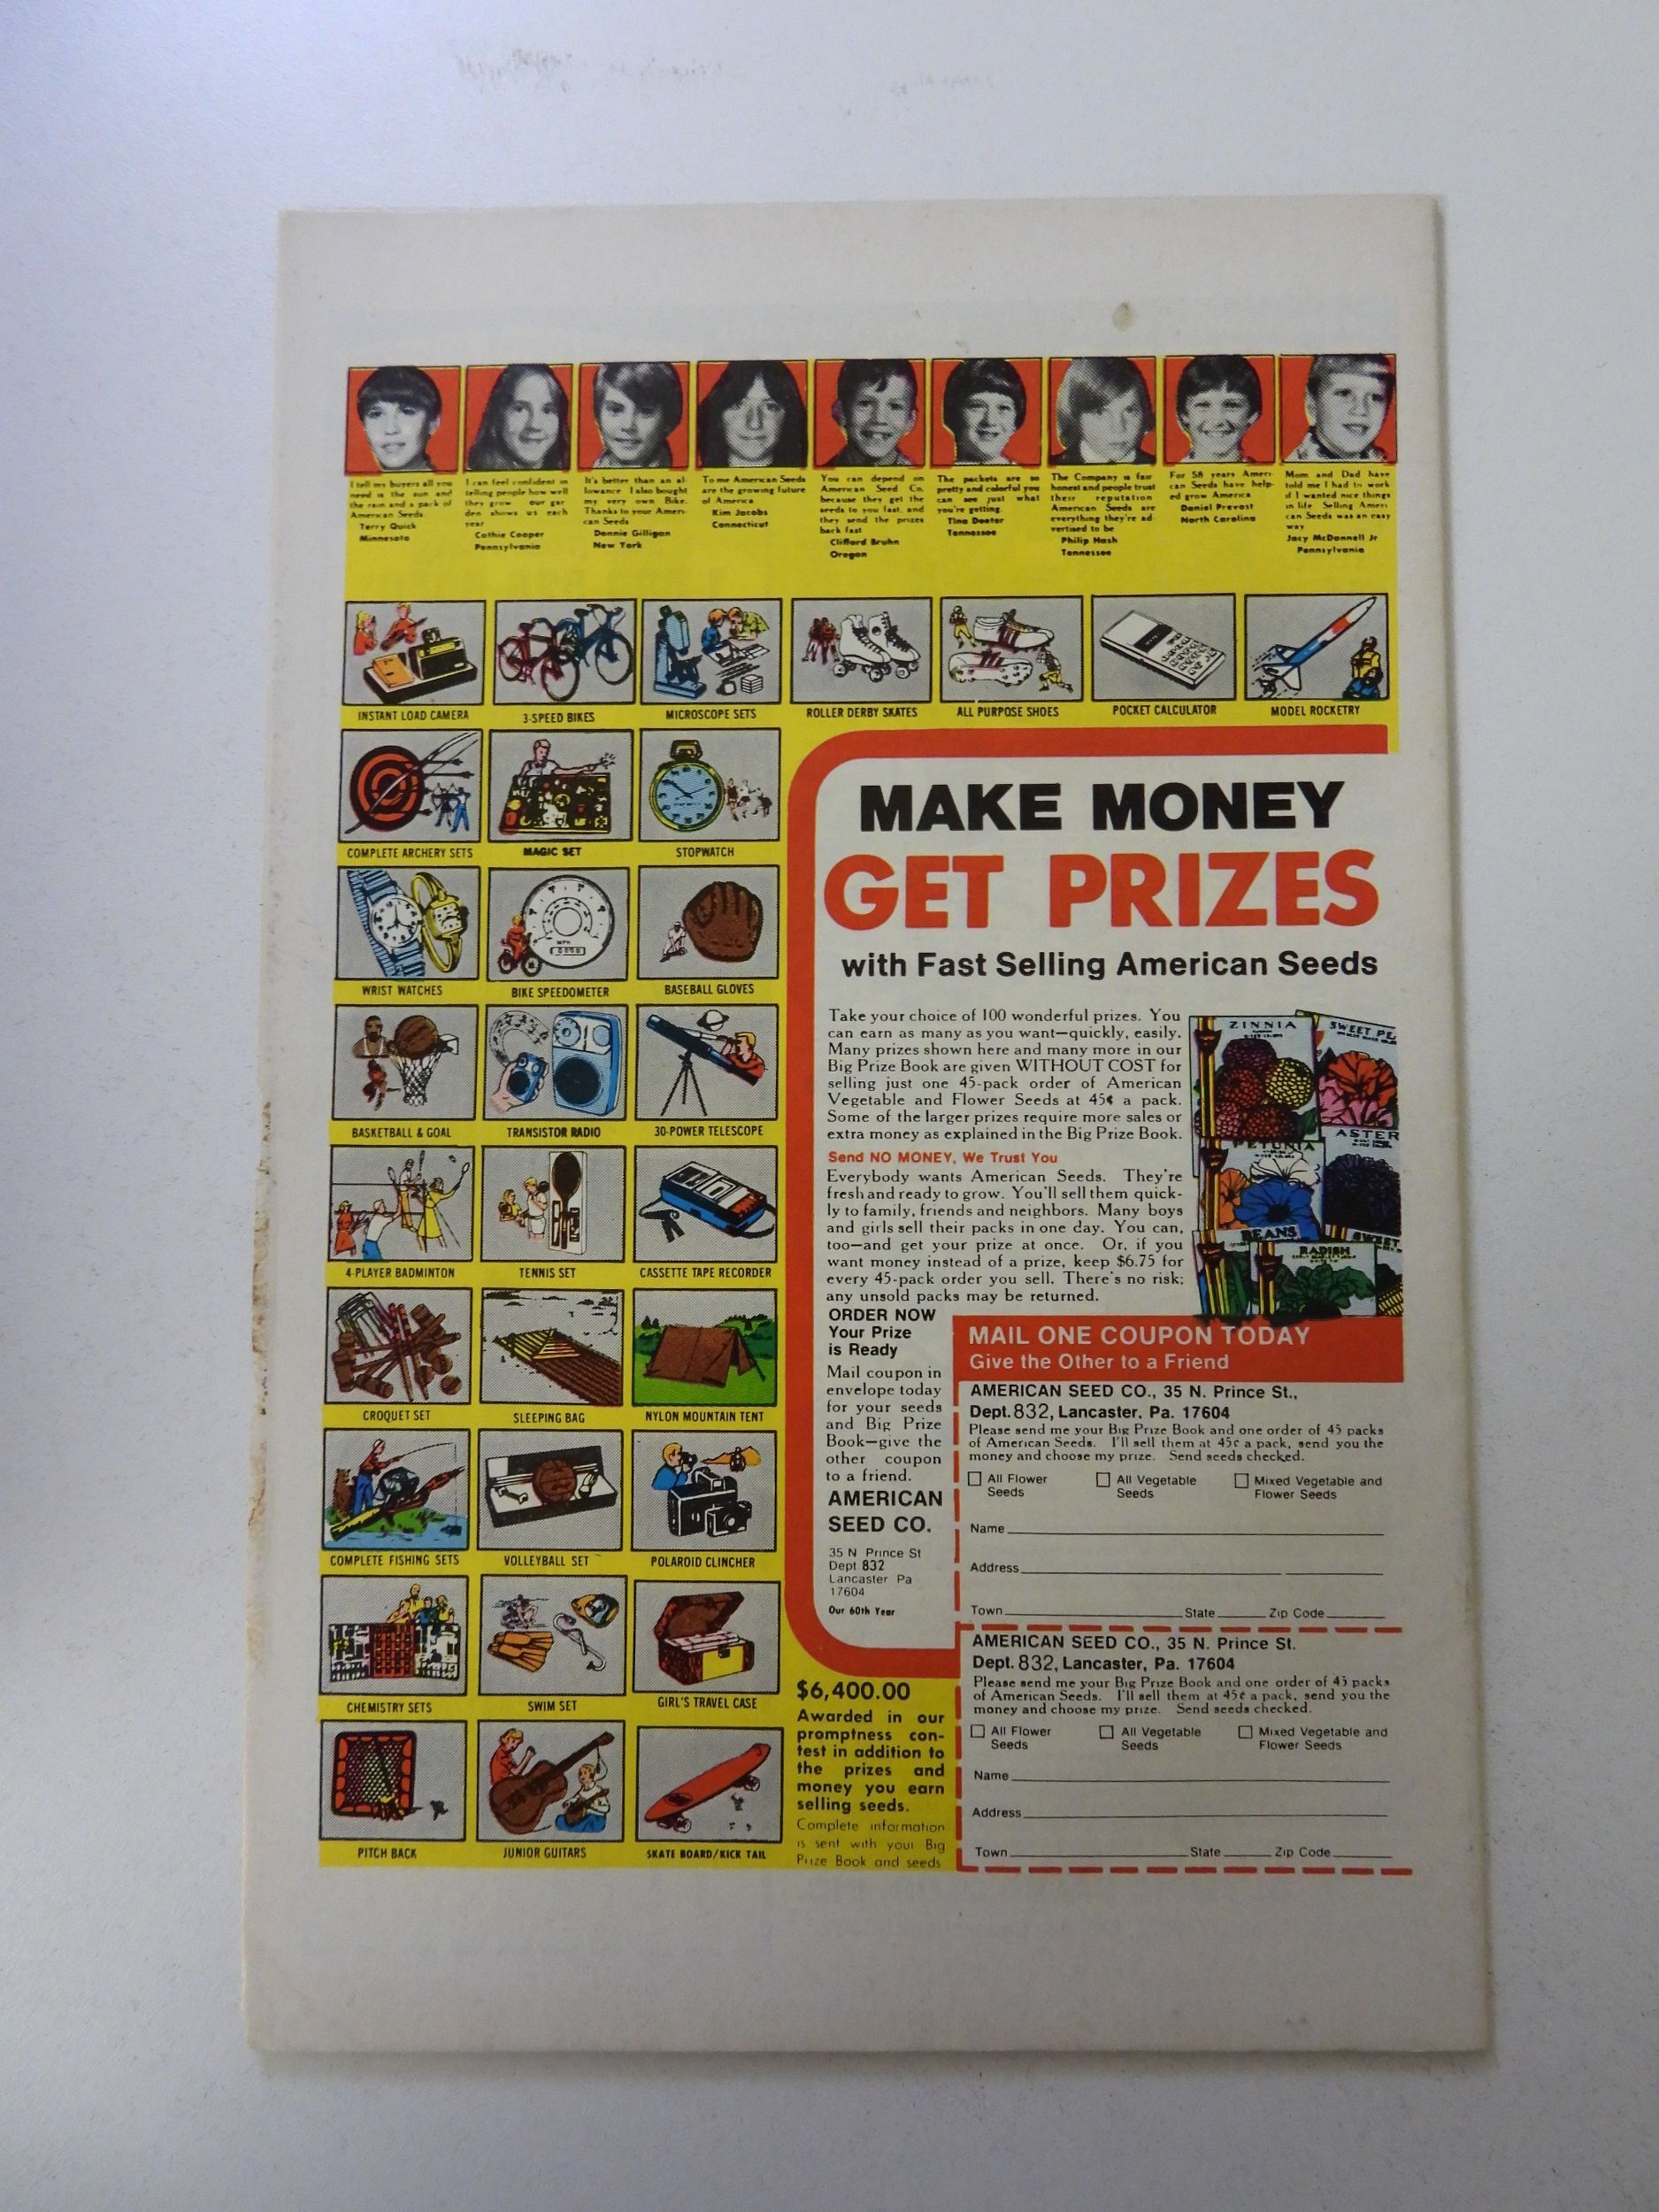 I tell my buyers all you
need is the sun and
the rain and a pack of
American Seeds
Terry Quick
Minnesota
I can feel confident in
telling people how well
they grow our gar
den shows us each
year
Cathie Cooper
Pennsylvania
It's better than an al
lowance I also bought
my very own Bike.
Thanks to your Ameri-
can Seeds
Donnie Gilligan
New York
To me American Seeds
are the growing future
of America
Kim Jacobs
Connecticut
You can depend on
American Seed Co.
because they get the
seeds to you fast, and
they send the prizes
back fast
Clifford Bruhn
Oregon
The packets are so
pretty and colorful you
can see just what
you're getting.
Tina Deeter
Tennessee
The Company is fair
honest and people trust
their reputation
American Seeds are
everything they're ad-
vertised to be
Philip Hash
Tennessee
For 58 years Ameri-
can Seeds have help-
ed grow America
Daniel Prevost
North Carolina
Mom and Dad have
told me I had to work
if I wanted nice things
in life Selling Ameri
can Seeds was an easy
way
Jacy McDonnell Jr
Pennsylvania
INSTANT LOAD CAMERA
3-SPEED BIKES
MICROSCOPE SETS
ROLLER DERBY SKATES
ALL PURPOSE SHOES
POCKET CALCULATOR
MODEL ROCKETRY
COMPLETE ARCHERY SETS
MAGIC SET
STOPWATCH
WRIST WATCHES
MPH
BIKE SPEEDOMETER
BASEBALL GLOVES
BASKETBALL & GOAL
TRANSISTOR RADIO
30-POWER TELESCOPE
4-PLAYER BADMINTON
TENNIS SET
CASSETTE TAPE RECORDER
CROQUET SET
SLEEPING BAG
NYLON MOUNTAIN TENT
COMPLETE FISHING SETS
VOLLEYBALL SET
POLAROID CLINCHER
CHEMISTRY SETS
SWIM SET
GIRL'S TRAVEL CASE
PITCH BACK
JUNIOR GUITARS
SKATE BOARD/KICK TAIL
MAKE MONEY
GET PRIZES
with Fast Selling American Seeds
Take your choice of 100 wonderful prizes. You
can earn as many as you want—quickly, easily.
Many prizes shown here and many more in our
Big Prize Book are given WITHOUT COST for
selling just one 45-pack order of American
Vegetable and Flower Seeds at 45¢ a pack.
Some of the larger prizes require more sales or
extra money as explained in the Big Prize Book.
Send NO MONEY, We Trust You
Everybody wants American Seeds. They're
fresh and ready to grow. You'll sell them quick-
ly to family, friends and neighbors. Many boys
and girls sell their packs in one day. You can,
too—and get your prize at once. Or, if you
want money instead of a prize, keep $6.75 for
every 45-pack order you sell. There's no risk;
any unsold packs may be returned.
ZINNIA
SWEET PE
PETUNIA
ASTER
BEANS
RADISH
SWEET
ORDER NOW
Your Prize
is Ready
Mail coupon in
envelope today
for your seeds
and Big Prize
Book—give the
other coupon
to a friend.
AMERICAN
SEED CO.
35 N Prince St
Dept 832
Lancaster Pa
17604
Our 60th Year
$6,400.00
Awarded in our
promptness con-
test in addition to
the prizes and
money you earn
selling seeds.
Complete information
is sent with your Big
Prize Book and seeds
MAIL ONE COUPON TODAY
Give the Other to a Friend
AMERICAN SEED CO., 35 N. Prince St.,
Dept. 832, Lancaster, Pa. 17604
Please send me your Big Prize Book and one order of 45 packs
of American Seeds. I'll sell them at 45¢ a pack, send you the
money and choose my prize. Send seeds checked.
All Flower Seeds
All Vegetable Seeds
Mixed Vegetable and Flower Seeds
Name
Address
Town State Zip Code
AMERICAN SEED CO., 35 N. Prince St.
Dept. 832, Lancaster, Pa. 17604
Please send me your Big Prize Book and one order of 45 packs
of American Seeds. I'll sell them at 45¢ a pack, send you the
money and choose my prize. Send seeds checked.
All Flower Seeds
All Vegetable Seeds
Mixed Vegetable and Flower Seeds
Name
Address
Town State Zip Code